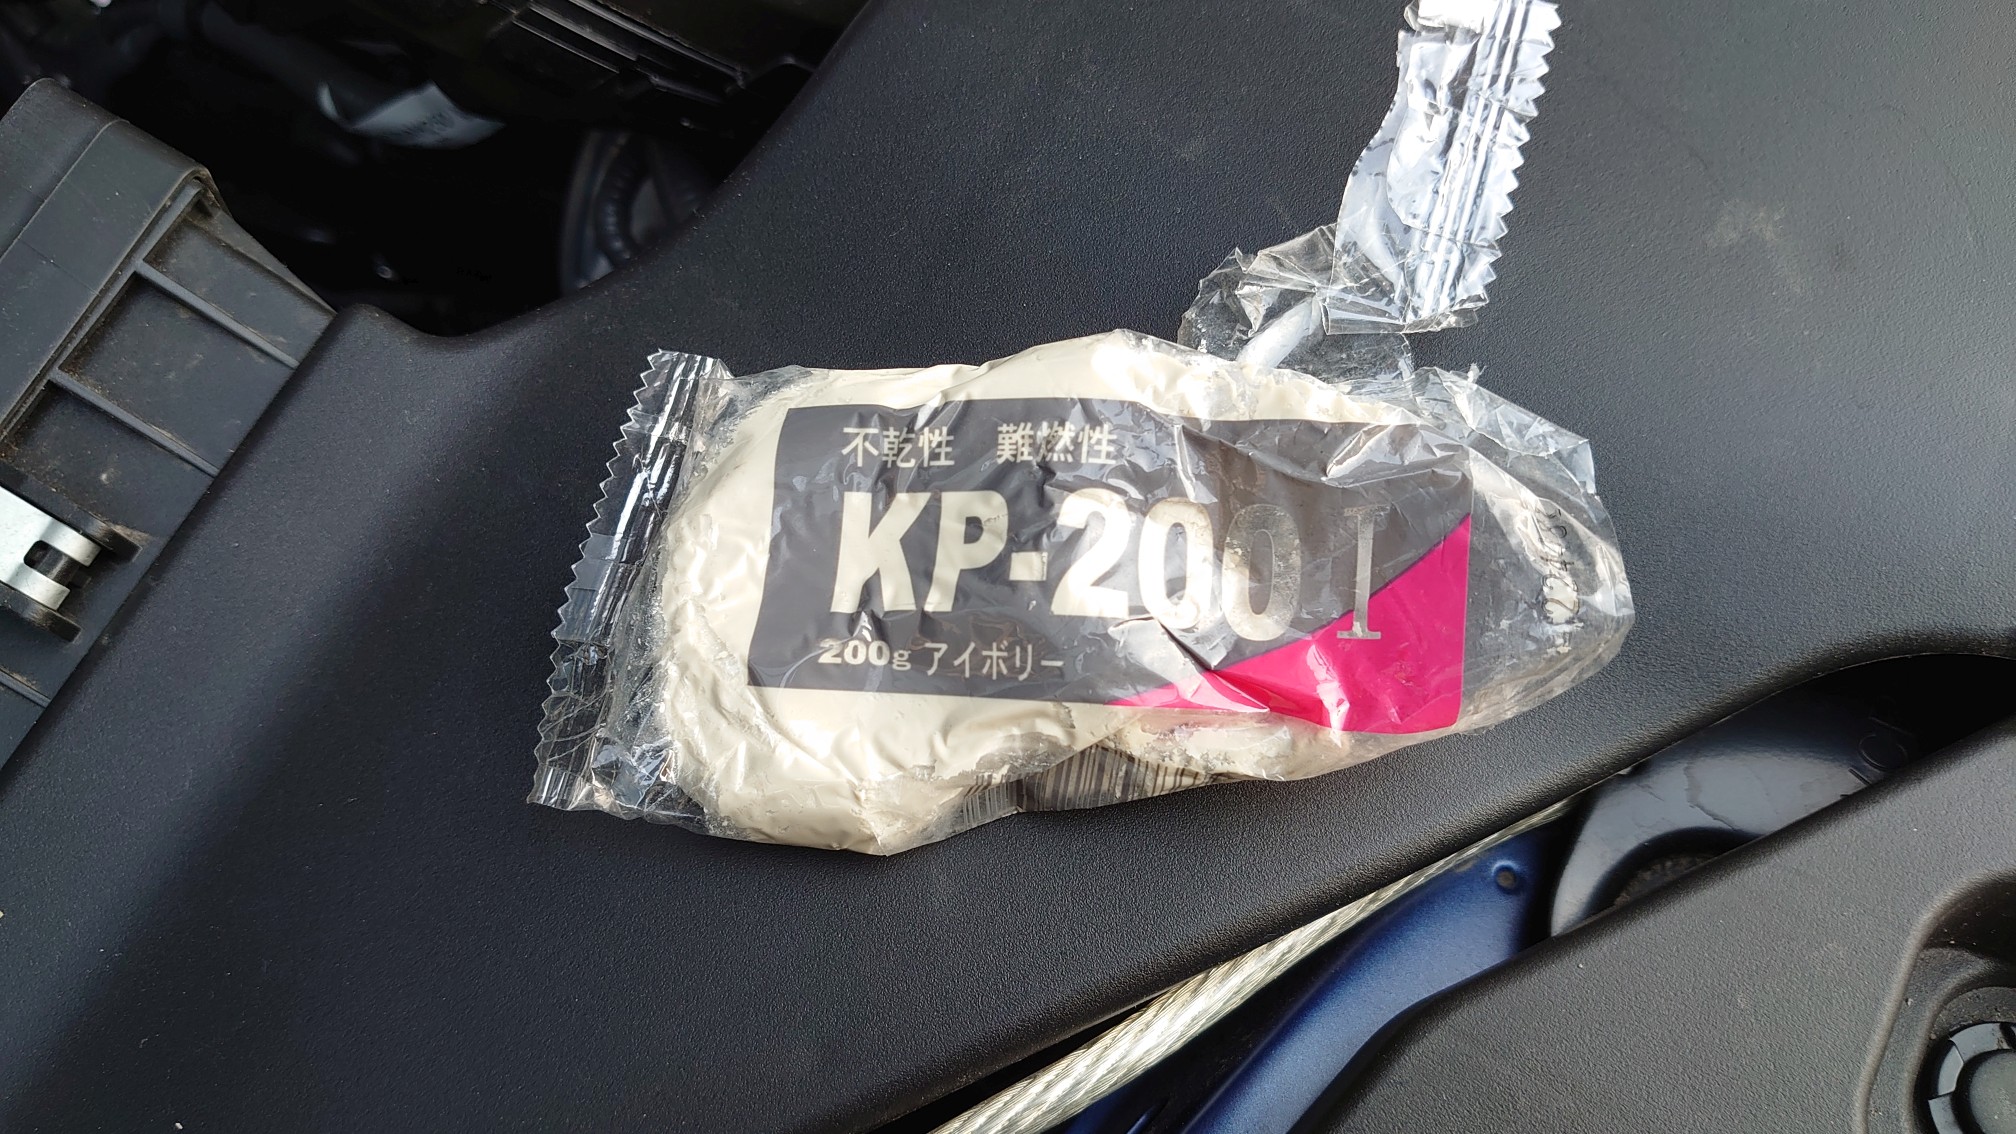 不乾性 難燃性
KP-200 I
200g アイボリー